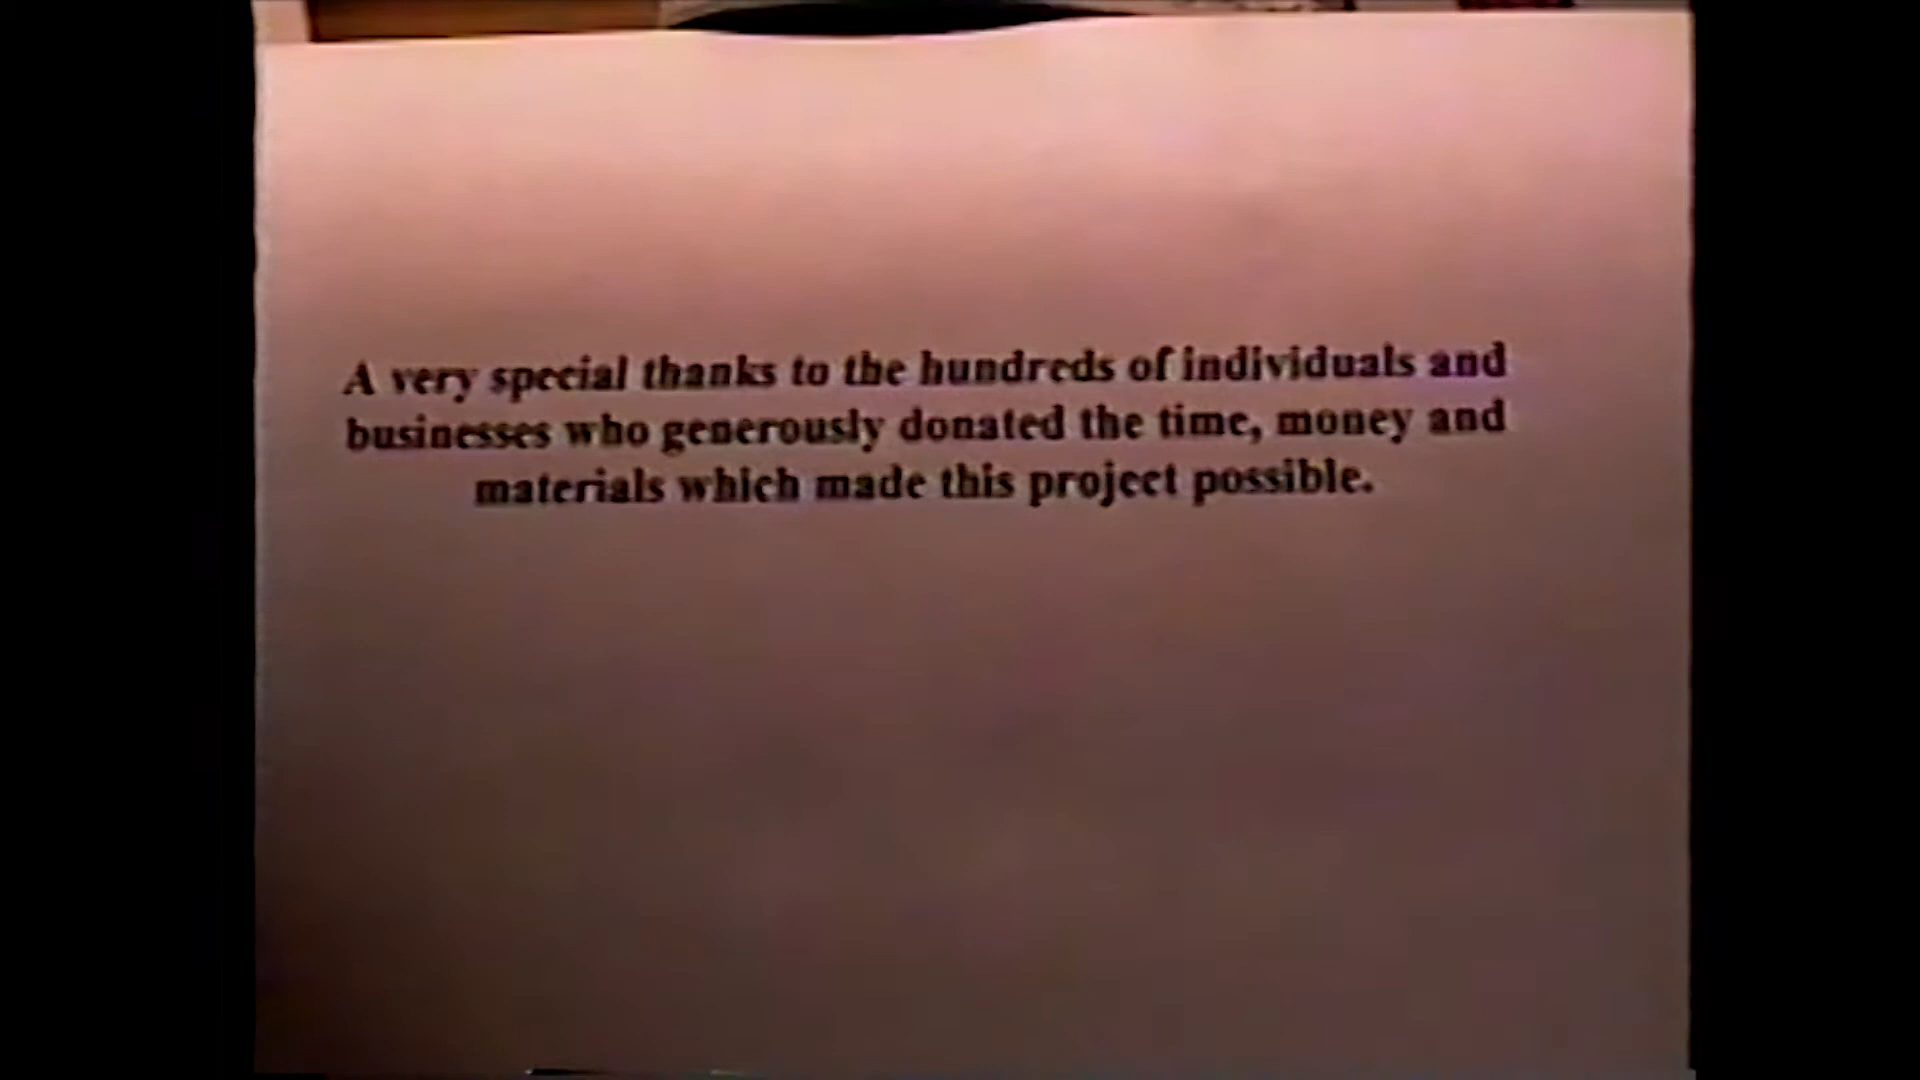 A very special thanks to the hundreds of individuals and
businesses who generously donated the time, money and
materials which made this project possible.